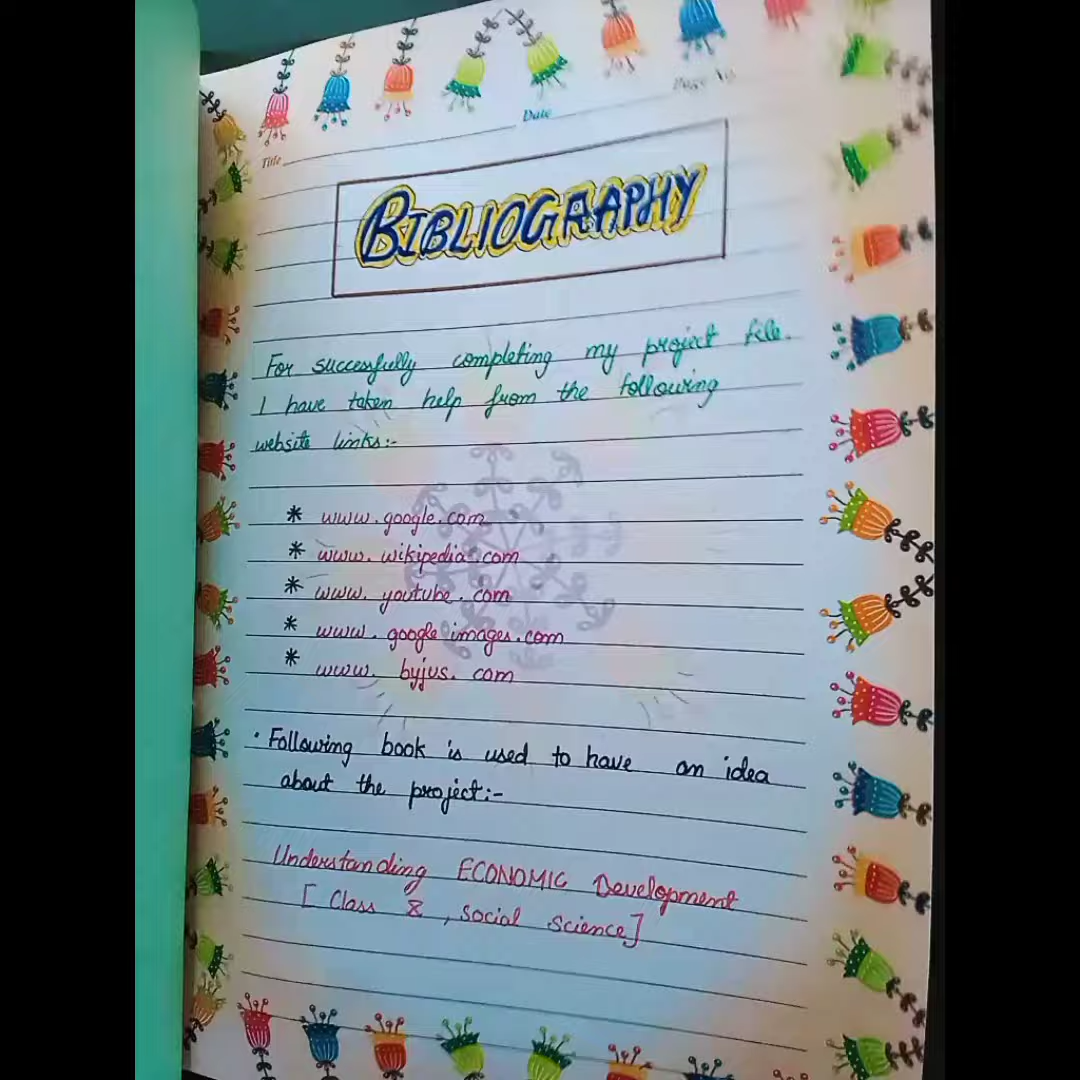 Date
Page No
Title
BIBLIOGRAPHY
For successfully completing my project file.
I have taken help from the following
website links:-
* www.google.com
* www.wikipedia.com
* www.youtube.com
* www.google images.com
* www.byjus.com
• Following book is used to have an idea
about the project:-
Understanding ECONOMIC Development
[Class X, social science]